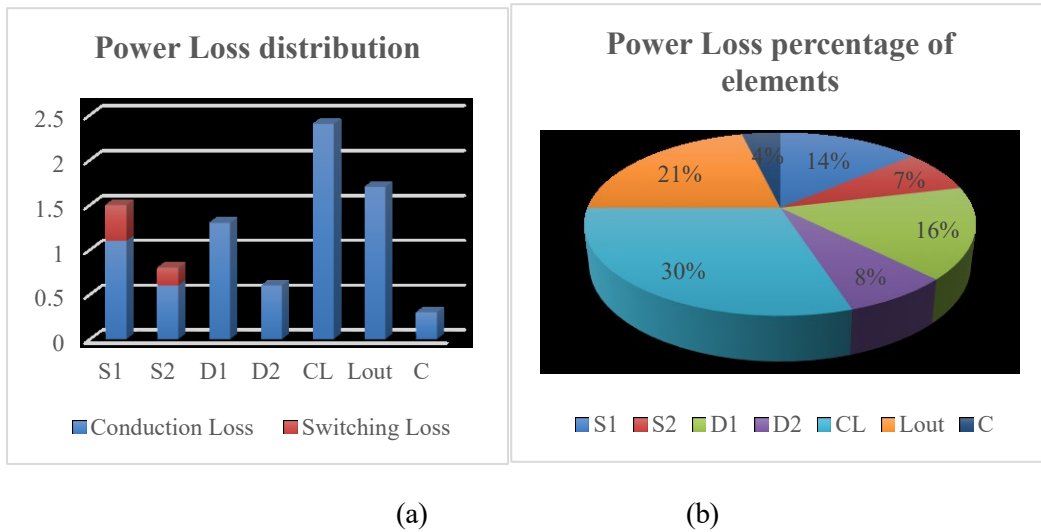 Power Loss distribution
2.5
2
1.5
1
0.5
0
S1 S2 D1 D2 CL Lout C
Conduction Loss Switching Loss
(a)
Power Loss percentage of
elements
4% 14%
21% 7%
16%
30% 8%
S1 S2 D1 D2 CL Lout C
(b)